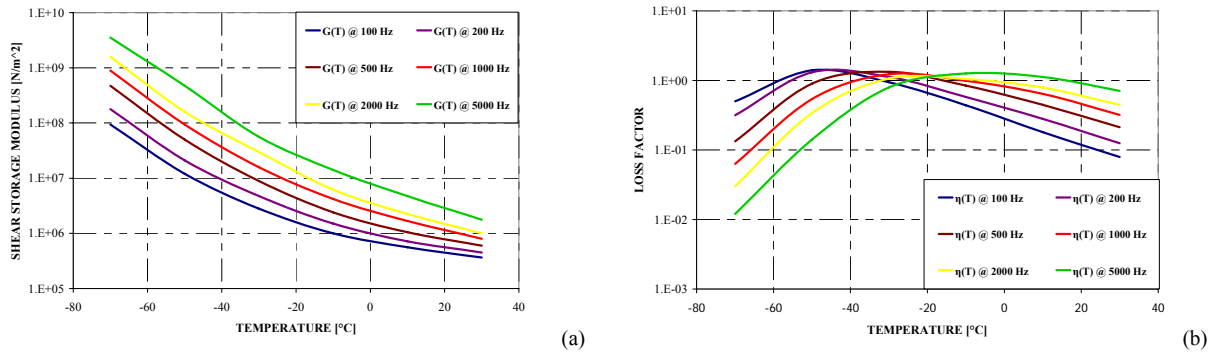 1.E+10
1.E+09
1.E+08
1.E+07
1.E+06
1.E+05
SHEAR STORAGE MODULUS [N/m^2]
G(T) @ 100 Hz
G(T) @ 200 Hz
G(T) @ 500 Hz
G(T) @ 1000 Hz
G(T) @ 2000 Hz
G(T) @ 5000 Hz
-80 -60 -40 -20 0 20 40
TEMPERATURE [°C]
(a)
1.E+01
1.E+00
1.E-01
1.E-02
1.E-03
LOSS FACTOR
η(T) @ 100 Hz
η(T) @ 200 Hz
η(T) @ 500 Hz
η(T) @ 1000 Hz
η(T) @ 2000 Hz
η(T) @ 5000 Hz
-80 -60 -40 -20 0 20 40
TEMPERATURE [°C]
(b)